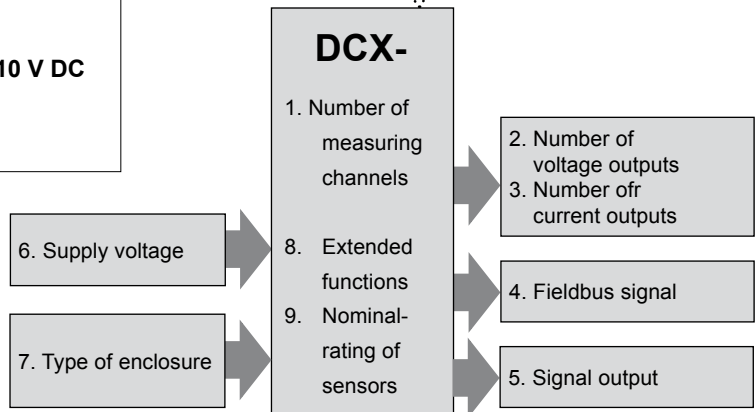 10 V DC
DCX-
1. Number of
measuring
channels
8. Extended
functions
9. Nominal-
rating of
sensors
6. Supply voltage
7. Type of enclosure
2. Number of
voltage outputs
3. Number ofr
current outputs
4. Fieldbus signal
5. Signal output